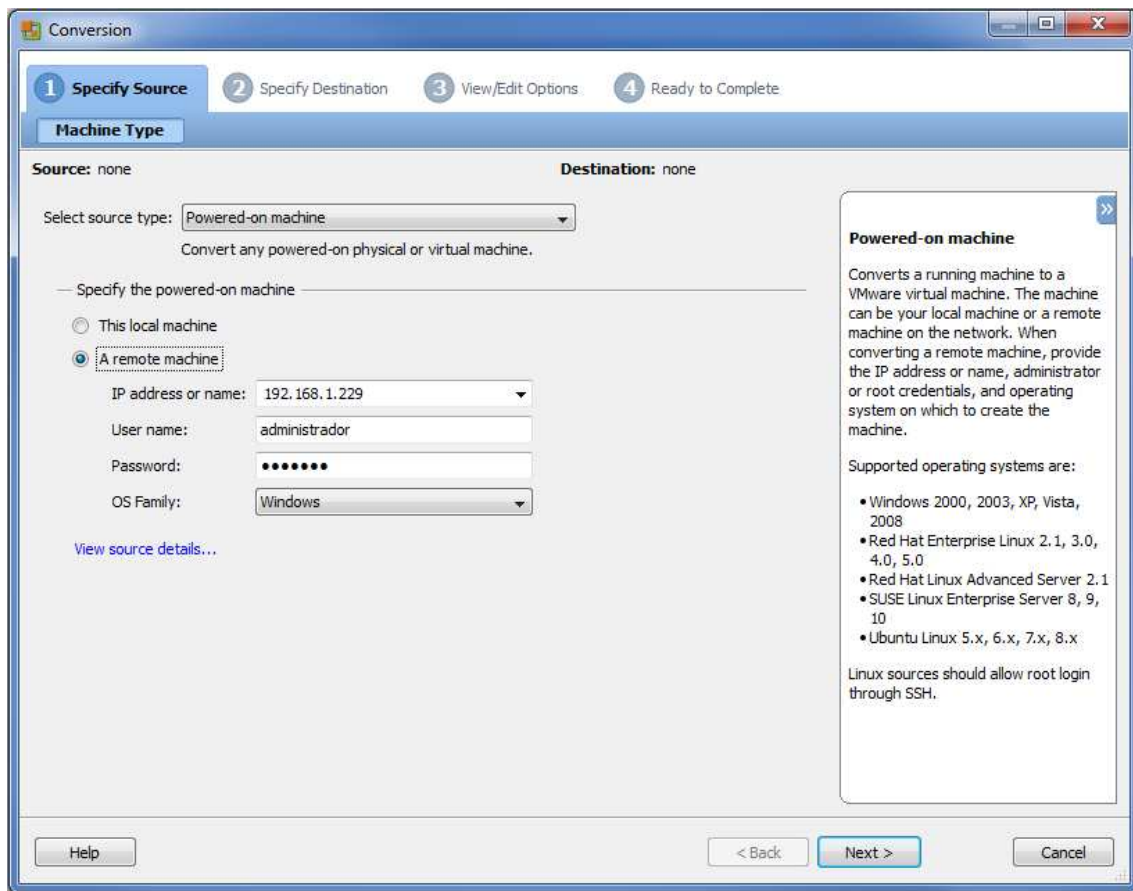 Conversion
1 Specify Source 2 Specify Destination 3 View/Edit Options 4 Ready to Complete
Machine Type
Source: none Destination: none
Select source type: Powered-on machine
Convert any powered-on physical or virtual machine.
Specify the powered-on machine
This local machine
A remote machine
IP address or name: 192.168.1.229
User name: administrador
Password: •••••••
OS Family: Windows
View source details...
»
Powered-on machine
Converts a running machine to a
VMware virtual machine. The machine
can be your local machine or a remote
machine on the network. When
converting a remote machine, provide
the IP address or name, administrator
or root credentials, and operating
system on which to create the
machine.
Supported operating systems are:
• Windows 2000, 2003, XP, Vista,
2008
• Red Hat Enterprise Linux 2.1, 3.0,
4.0, 5.0
• Red Hat Linux Advanced Server 2.1
• SUSE Linux Enterprise Server 8, 9,
10
• Ubuntu Linux 5.x, 6.x, 7.x, 8.x
Linux sources should allow root login
through SSH.
Help < Back Next > Cancel